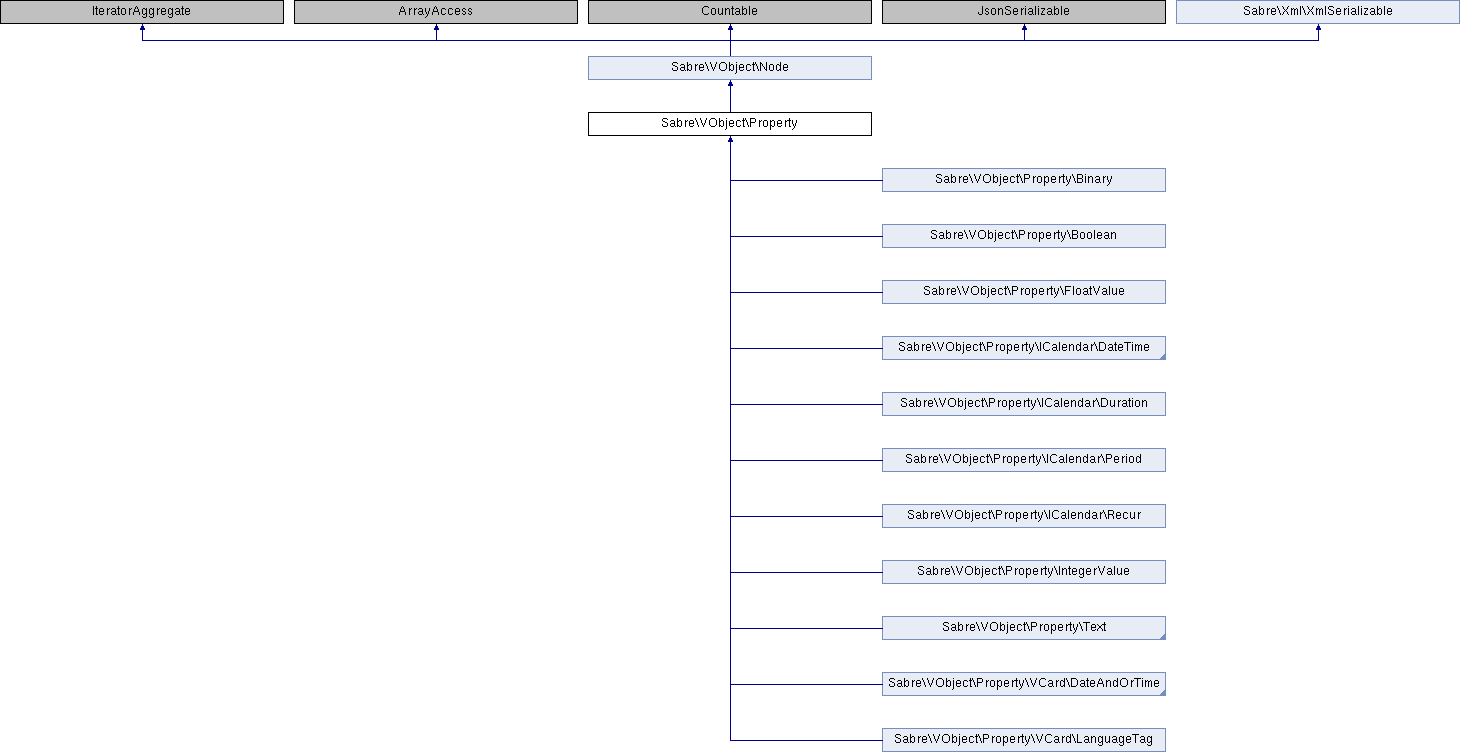 IteratorAggregate
ArrayAccess
Countable
JsonSerializable
Sabre\Xml\XmlSerializable
Sabre\VObject\Node
Sabre\VObject\Property
Sabre\VObject\Property\Binary
Sabre\VObject\Property\Boolean
Sabre\VObject\Property\FloatValue
Sabre\VObject\Property\ICalendar\DateTime
Sabre\VObject\Property\ICalendar\Duration
Sabre\VObject\Property\ICalendar\Period
Sabre\VObject\Property\ICalendar\Recur
Sabre\VObject\Property\IntegerValue
Sabre\VObject\Property\Text
Sabre\VObject\Property\VCard\DateAndOrTime
Sabre\VObject\Property\VCard\LanguageTag